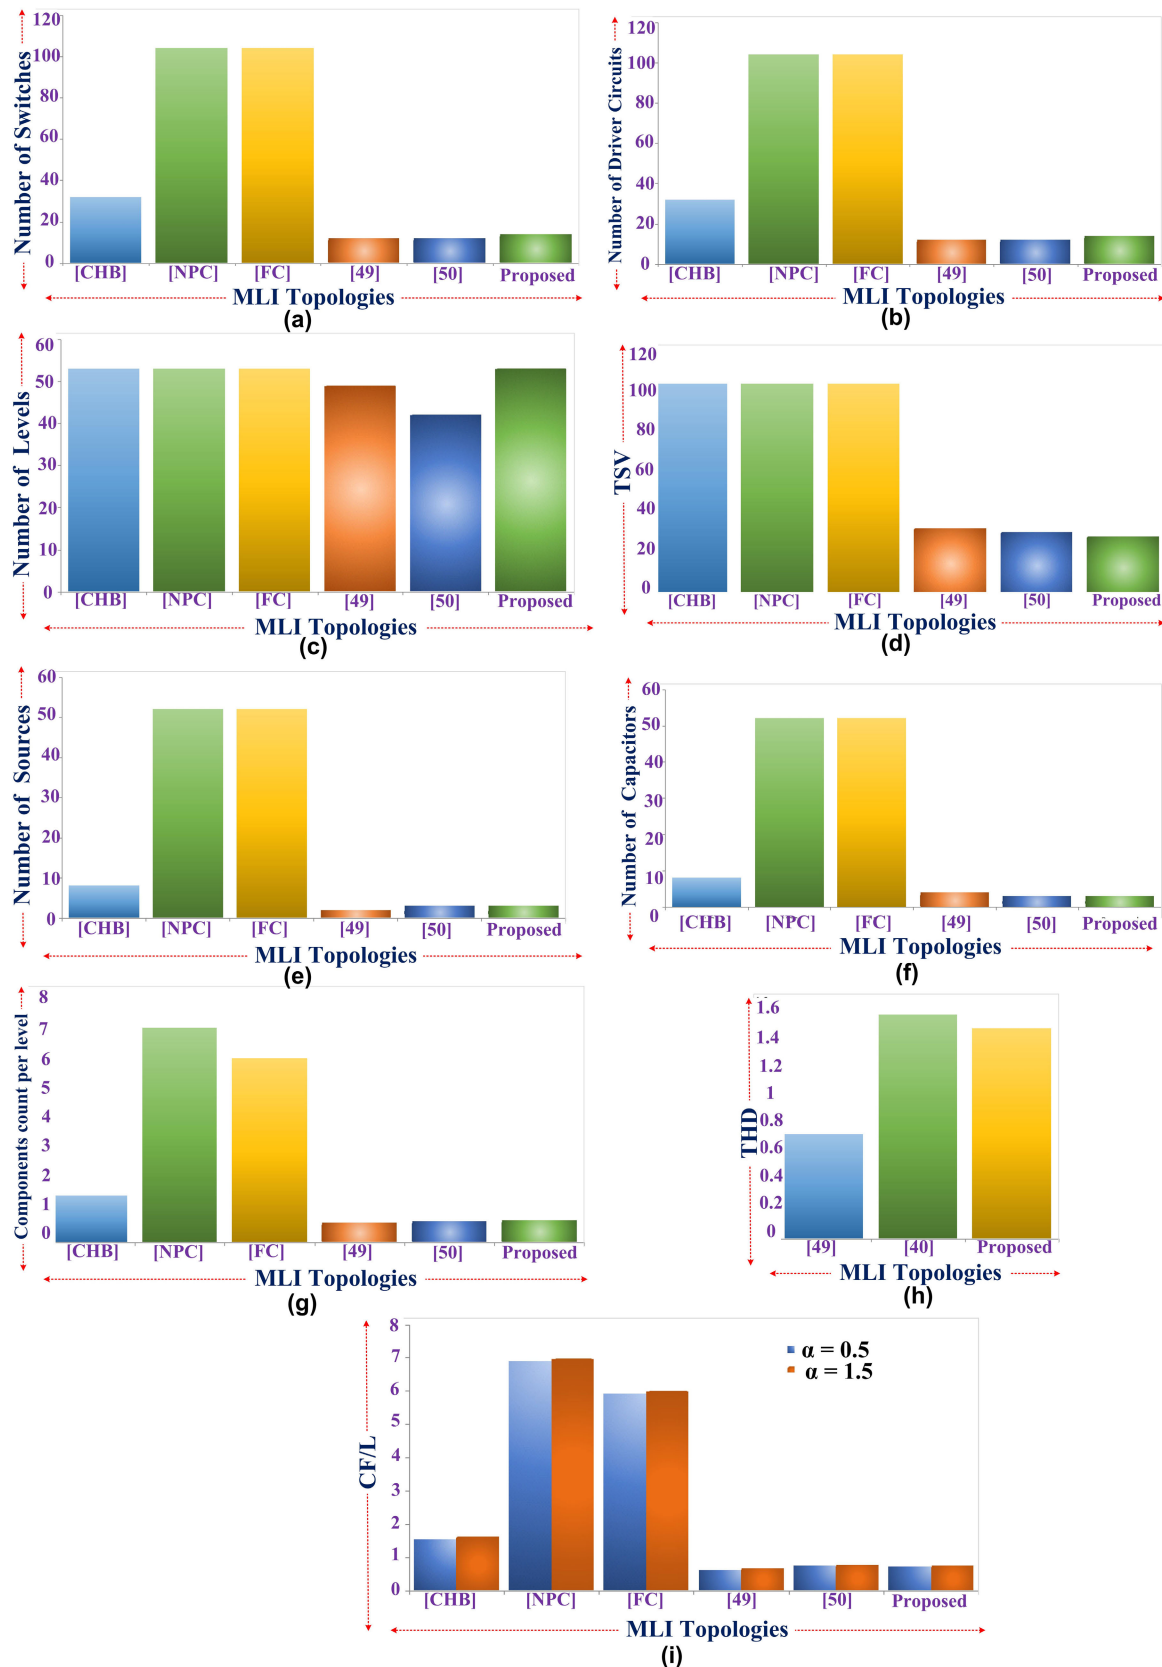 Number of Switches
120
100
80
60
40
20
0
[CHB] [NPC] [FC] [49] [50] Proposed
MLI Topologies
(a)
Number of Driver Circuits
120
100
80
60
40
20
0
[CHB] [NPC] [FC] [49] [50] Proposed
MLI Topologies
(b)
Number of Levels
60
50
40
30
20
10
0
[CHB] [NPC] [FC] [49] [50] Proposed
MLI Topologies
(c)
TSV
120
100
80
60
40
20
0
[CHB] [NPC] [FC] [49] [50] Proposed
MLI Topologies
(d)
Number of Sources
60
50
40
30
20
10
0
[CHB] [NPC] [FC] [49] [50] Proposed
MLI Topologies
(e)
Number of Capacitors
60
50
40
30
20
10
0
[CHB] [NPC] [FC] [49] [50] Proposed
MLI Topologies
(f)
Components count per level
8
7
6
5
4
3
2
1
0
[CHB] [NPC] [FC] [49] [50] Proposed
MLI Topologies
(g)
THD
1.6
1.4
1.2
1
0.8
0.6
0.4
0.2
0
[49] [40] Proposed
MLI Topologies
(h)
CF/L
8
7
6
5
4
3
2
1
0
α = 0.5
α = 1.5
[CHB] [NPC] [FC] [49] [50] Proposed
MLI Topologies
(i)